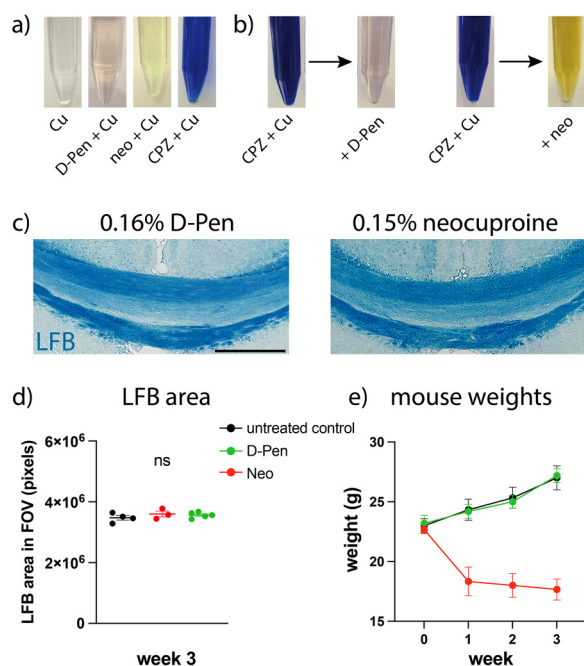 a)
b)
Cu
D-Pen + Cu
neo + Cu
CPZ + Cu
CPZ + Cu
+ D-Pen
CPZ + Cu
+ neo
c)
0.16% D-Pen
0.15% neocuproine
LFB
d)
LFB area
e)
mouse weights
untreated control
D-Pen
Neo
LFB area in FOV (pixels)
6×10⁶
4×10⁶
2×10⁶
0
ns
week 3
weight (g)
30
25
20
15
0 1 2 3
week